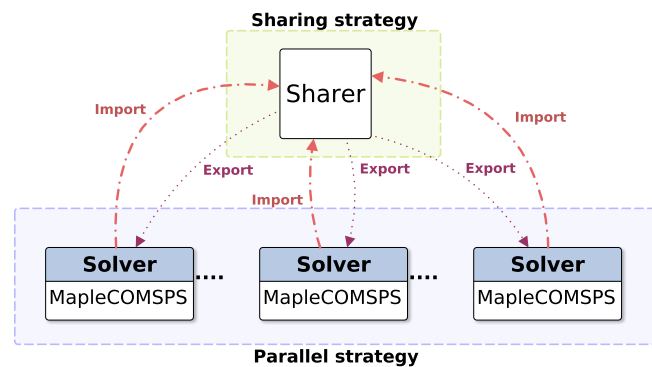 Sharing strategy
Sharer
Import
Import
Export
Export
Export
Import
Solver
MapleCOMSPS
....
Solver
MapleCOMSPS
....
Solver
MapleCOMSPS
Parallel strategy